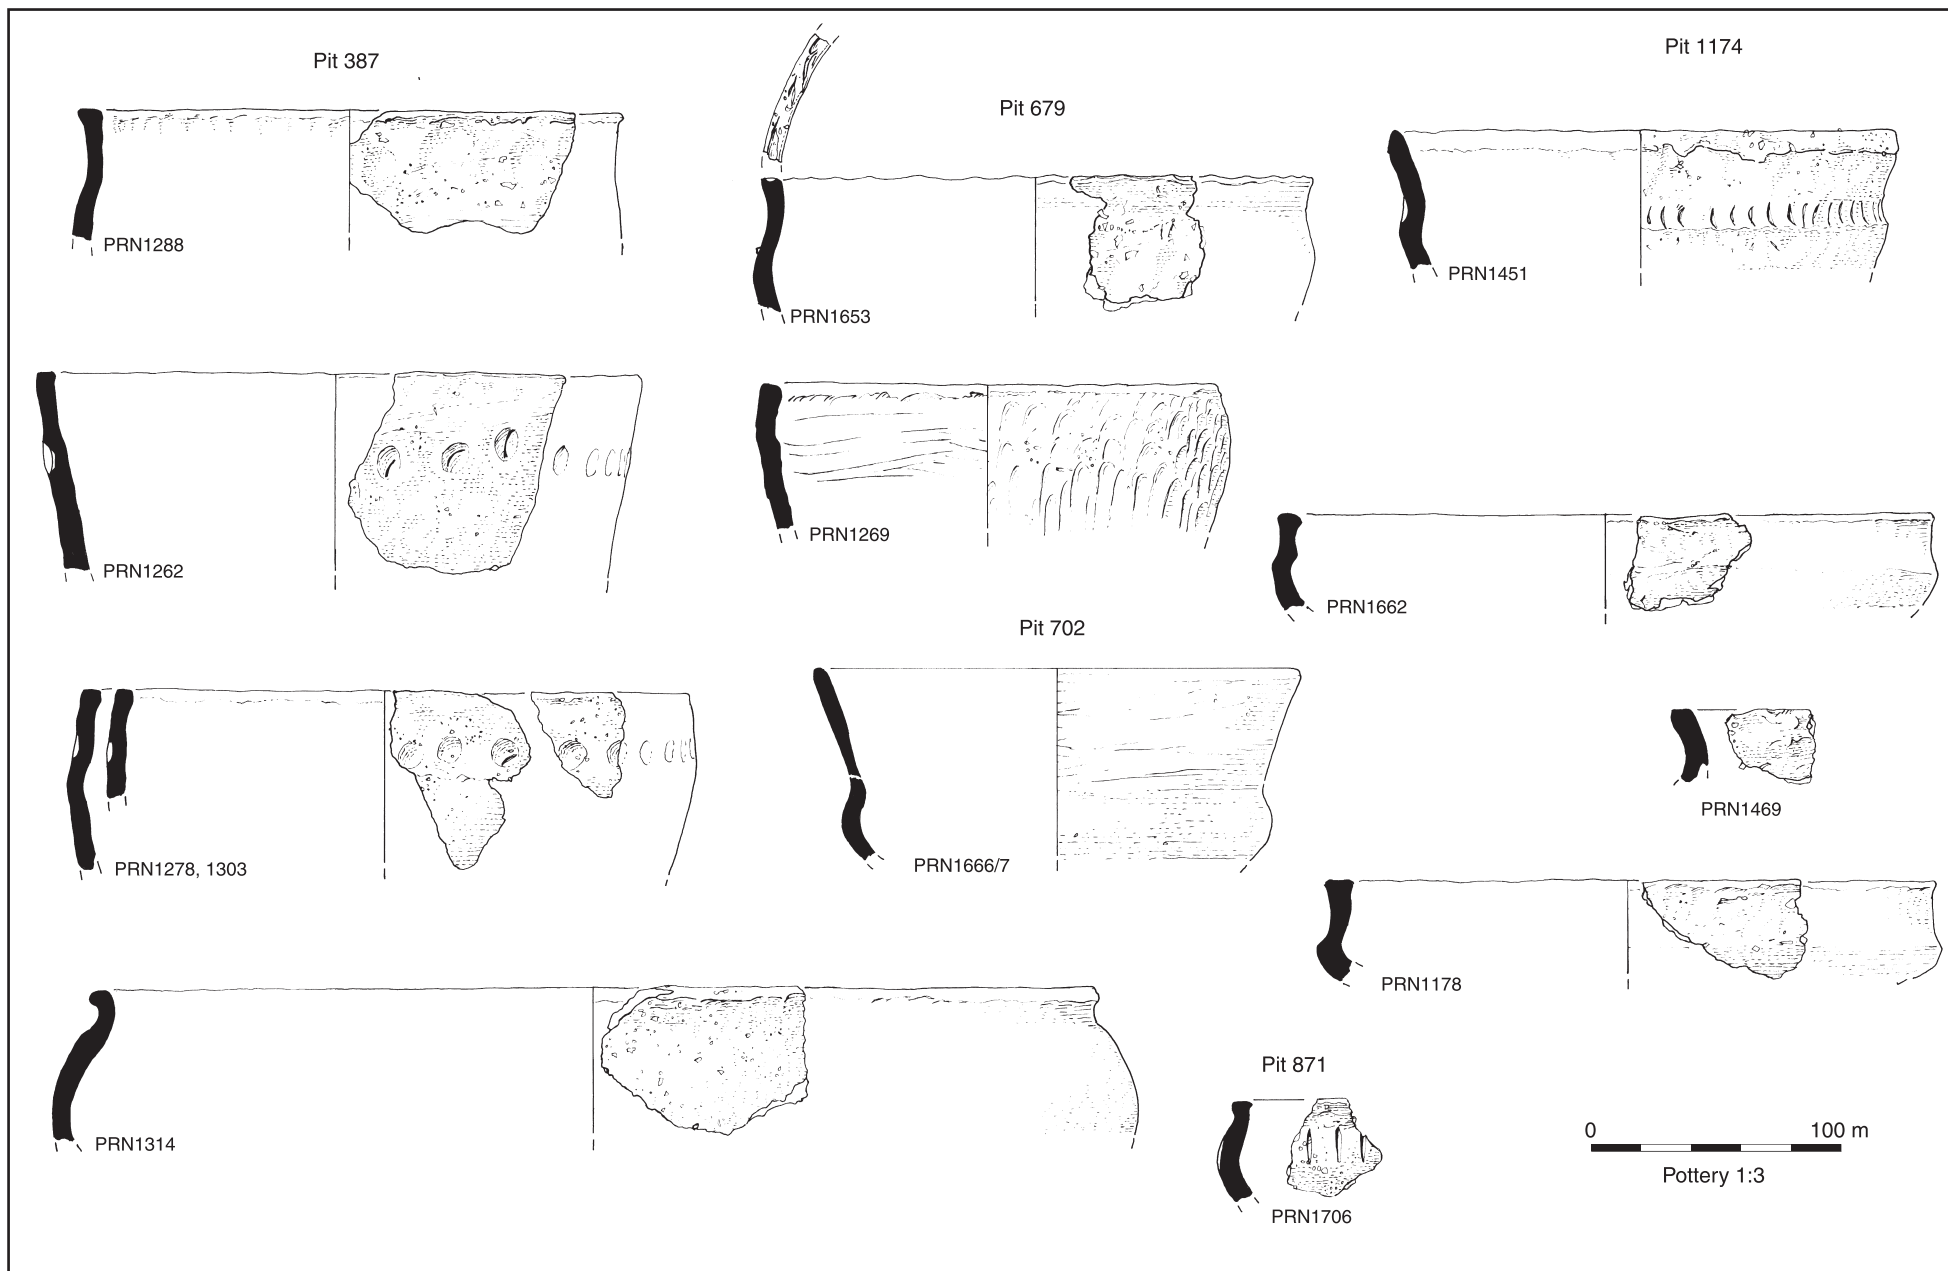 Pit 387
PRN1288
PRN1262
PRN1278, 1303
PRN1314
Pit 679
PRN1653
PRN1269
Pit 702
PRN1666/7
Pit 871
PRN1706
Pit 1174
PRN1451
PRN1662
PRN1469
PRN1178
0 100 m
Pottery 1:3